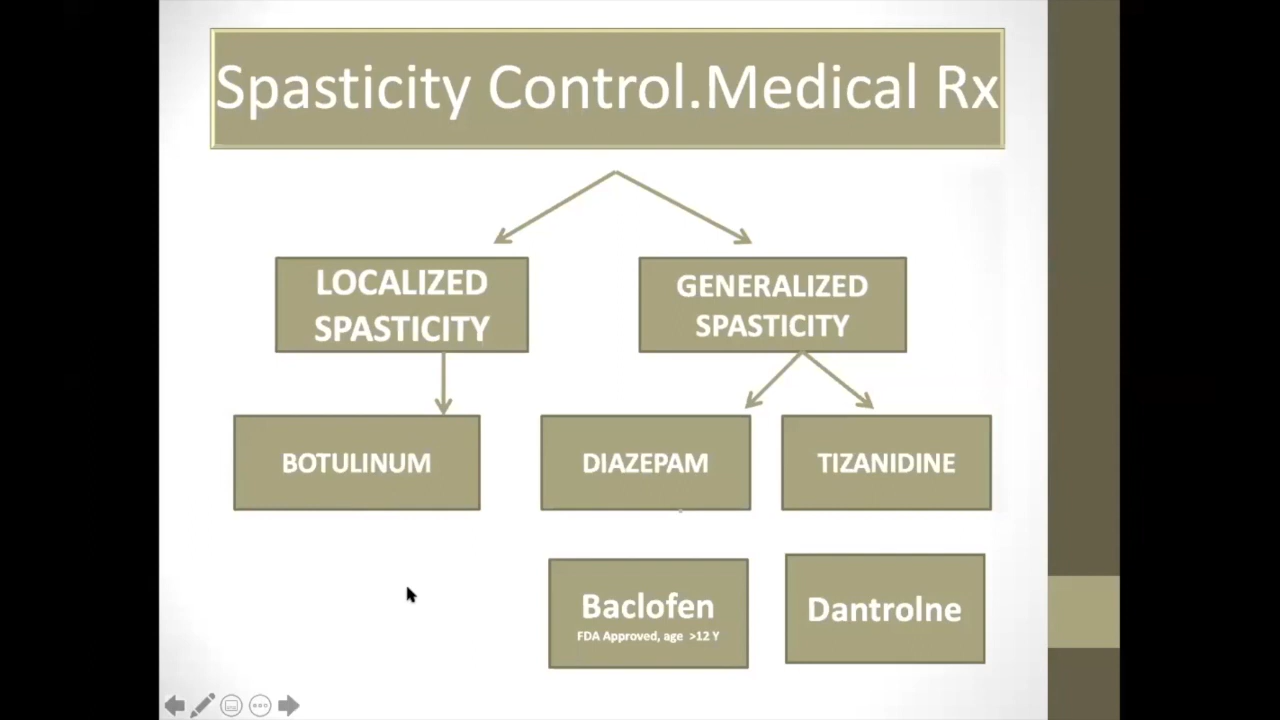 Spasticity Control.Medical Rx
LOCALIZED
SPASTICITY
GENERALIZED
SPASTICITY
BOTULINUM
DIAZEPAM
TIZANIDINE
Baclofen
FDA Approved, age >12 Y
Dantrolne